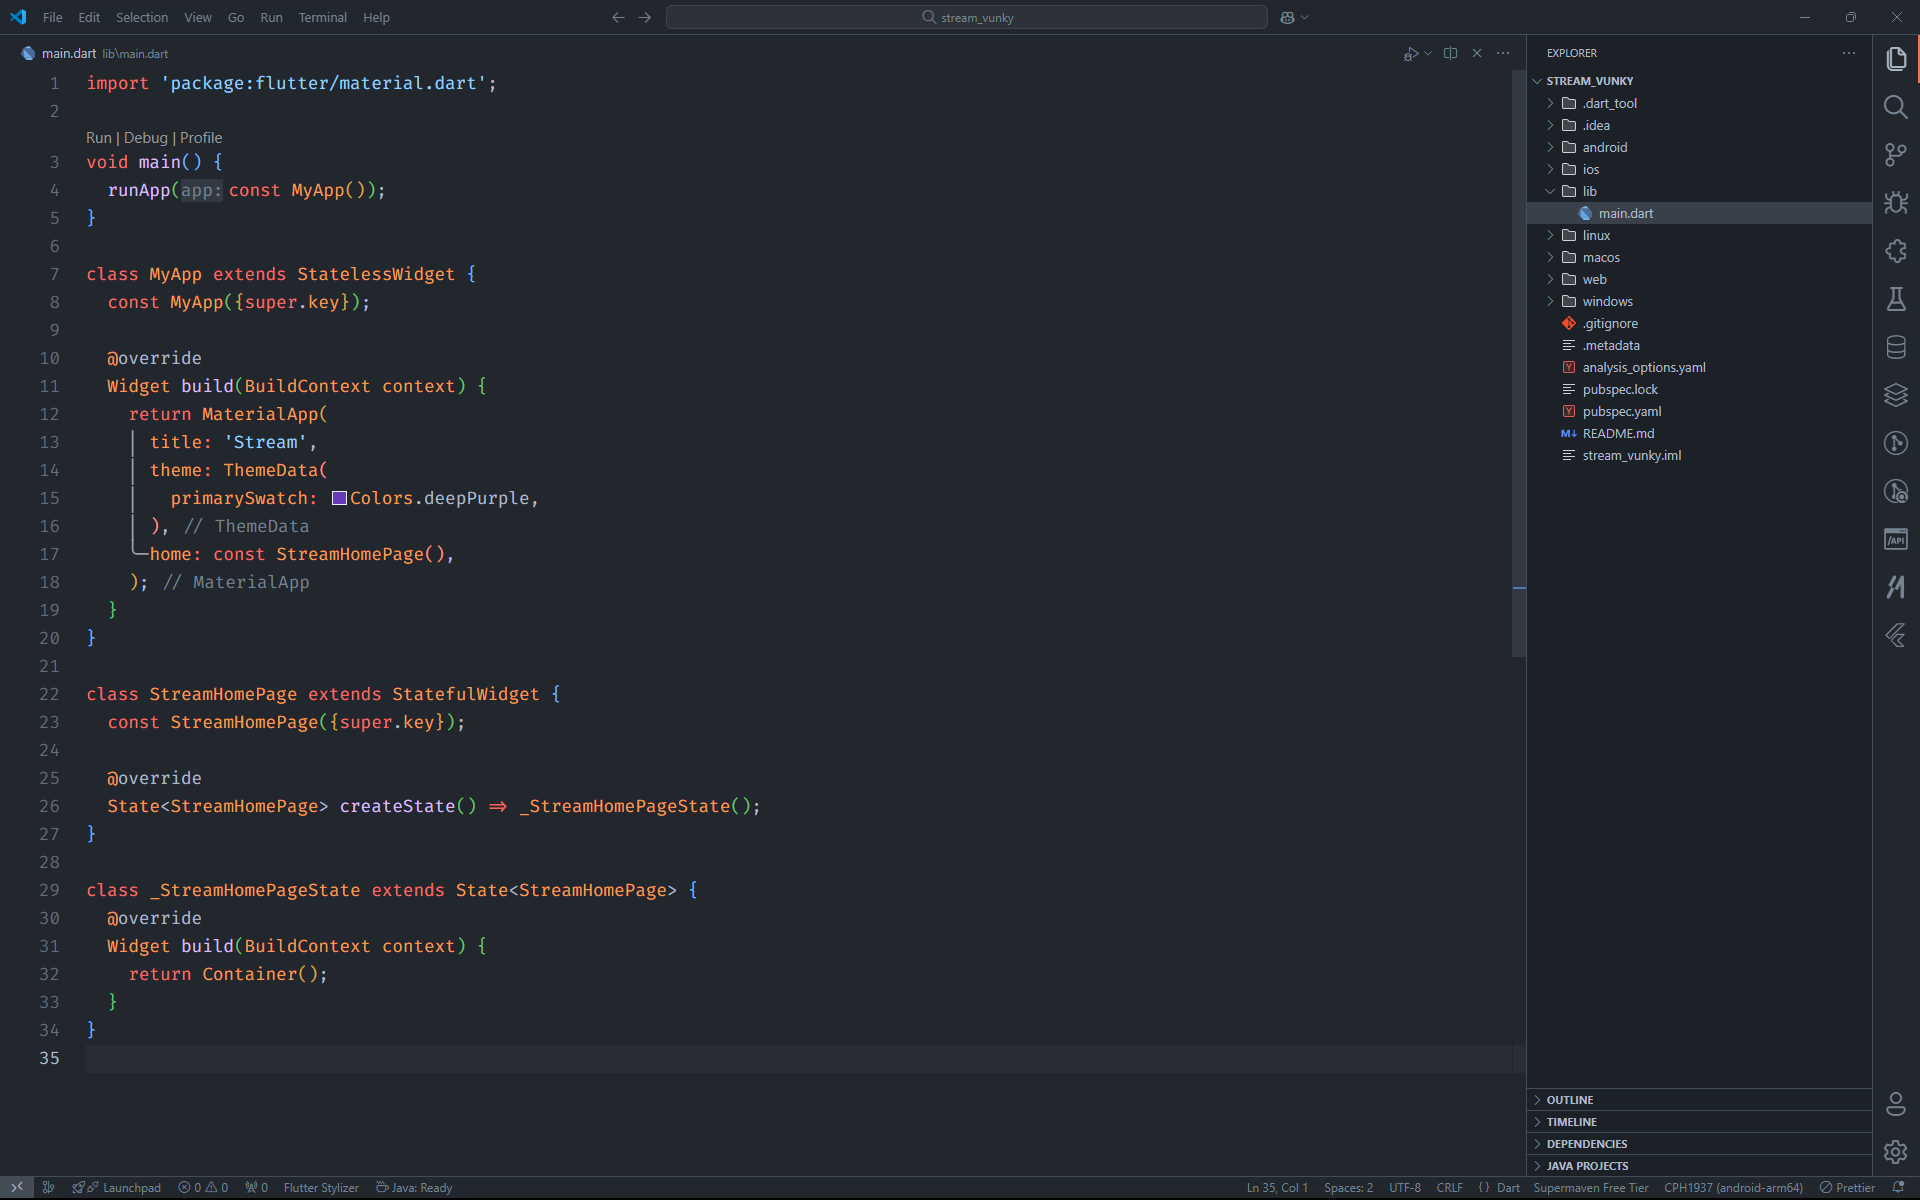 File Edit Selection View Go Run Terminal Help
stream_vunky
main.dart lib\main.dart
1 import 'package:flutter/material.dart';
2
Run | Debug | Profile
3 void main() {
4 runApp(app: const MyApp());
5 }
6
7 class MyApp extends StatelessWidget {
8 const MyApp({super.key});
9
10 @override
11 Widget build(BuildContext context) {
12 return MaterialApp(
13 title: 'Stream',
14 theme: ThemeData(
15 primarySwatch: Colors.deepPurple,
16 ), // ThemeData
17 home: const StreamHomePage(),
18 ); // MaterialApp
19 }
20 }
21
22 class StreamHomePage extends StatefulWidget {
23 const StreamHomePage({super.key});
24
25 @override
26 State<StreamHomePage> createState() => _StreamHomePageState();
27 }
28
29 class _StreamHomePageState extends State<StreamHomePage> {
30 @override
31 Widget build(BuildContext context) {
32 return Container();
33 }
34 }
35
EXPLORER
STREAM_VUNKY
.dart_tool
.idea
android
ios
lib
main.dart
linux
macos
web
windows
.gitignore
.metadata
Y analysis_options.yaml
pubspec.lock
Y pubspec.yaml
M↓ README.md
stream_vunky.iml
/API
OUTLINE
TIMELINE
DEPENDENCIES
JAVA PROJECTS
Launchpad 0 0 0 Flutter Stylizer Java: Ready
Ln 35, Col 1 Spaces: 2 UTF-8 CRLF {} Dart Supermaven Free Tier CPH1937 (android-arm64) Prettier